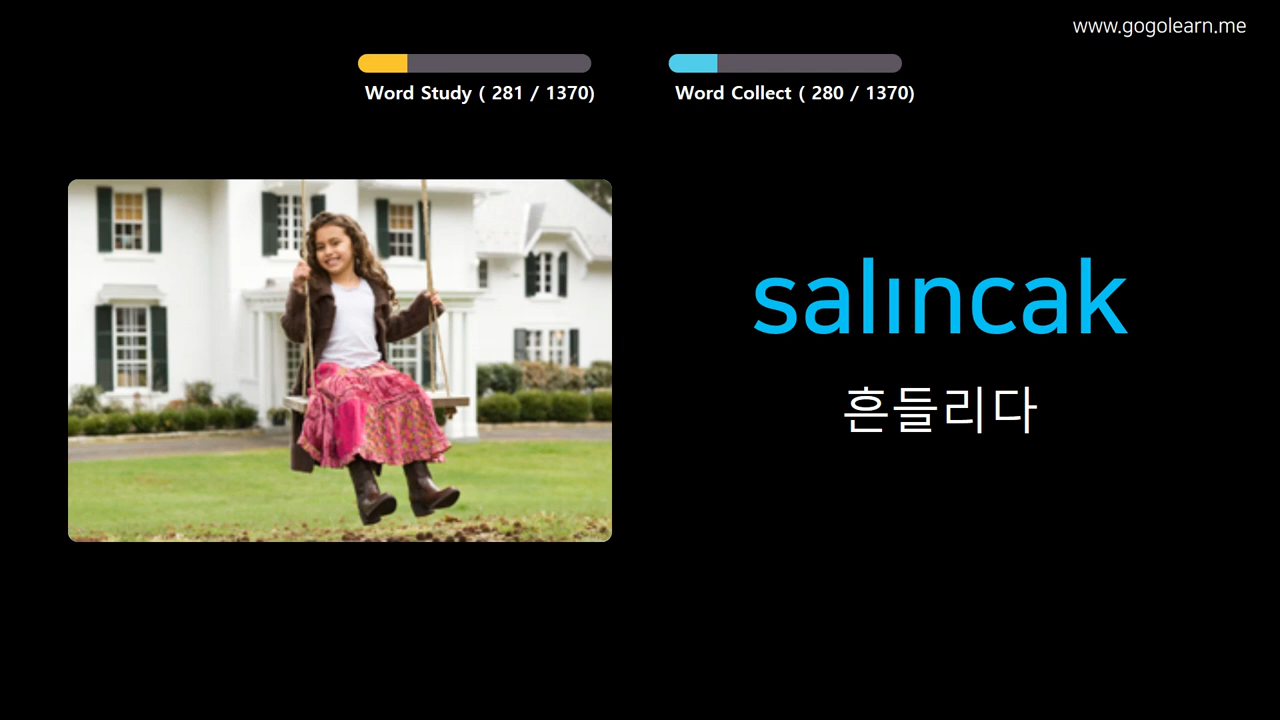 www.gogolearn.me
Word Study ( 281 / 1370)
Word Collect ( 280 / 1370)
salıncak
흔들리다